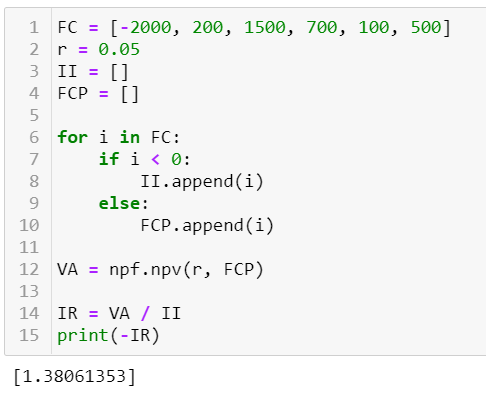 1 FC = [-2000, 200, 1500, 700, 100, 500]
2 r = 0.05
3 II = []
4 FCP = []
5
6 for i in FC:
7     if i < 0:
8         II.append(i)
9     else:
10         FCP.append(i)
11
12 VA = npf.npv(r, FCP)
13
14 IR = VA / II
15 print(-IR)
[1.38061353]